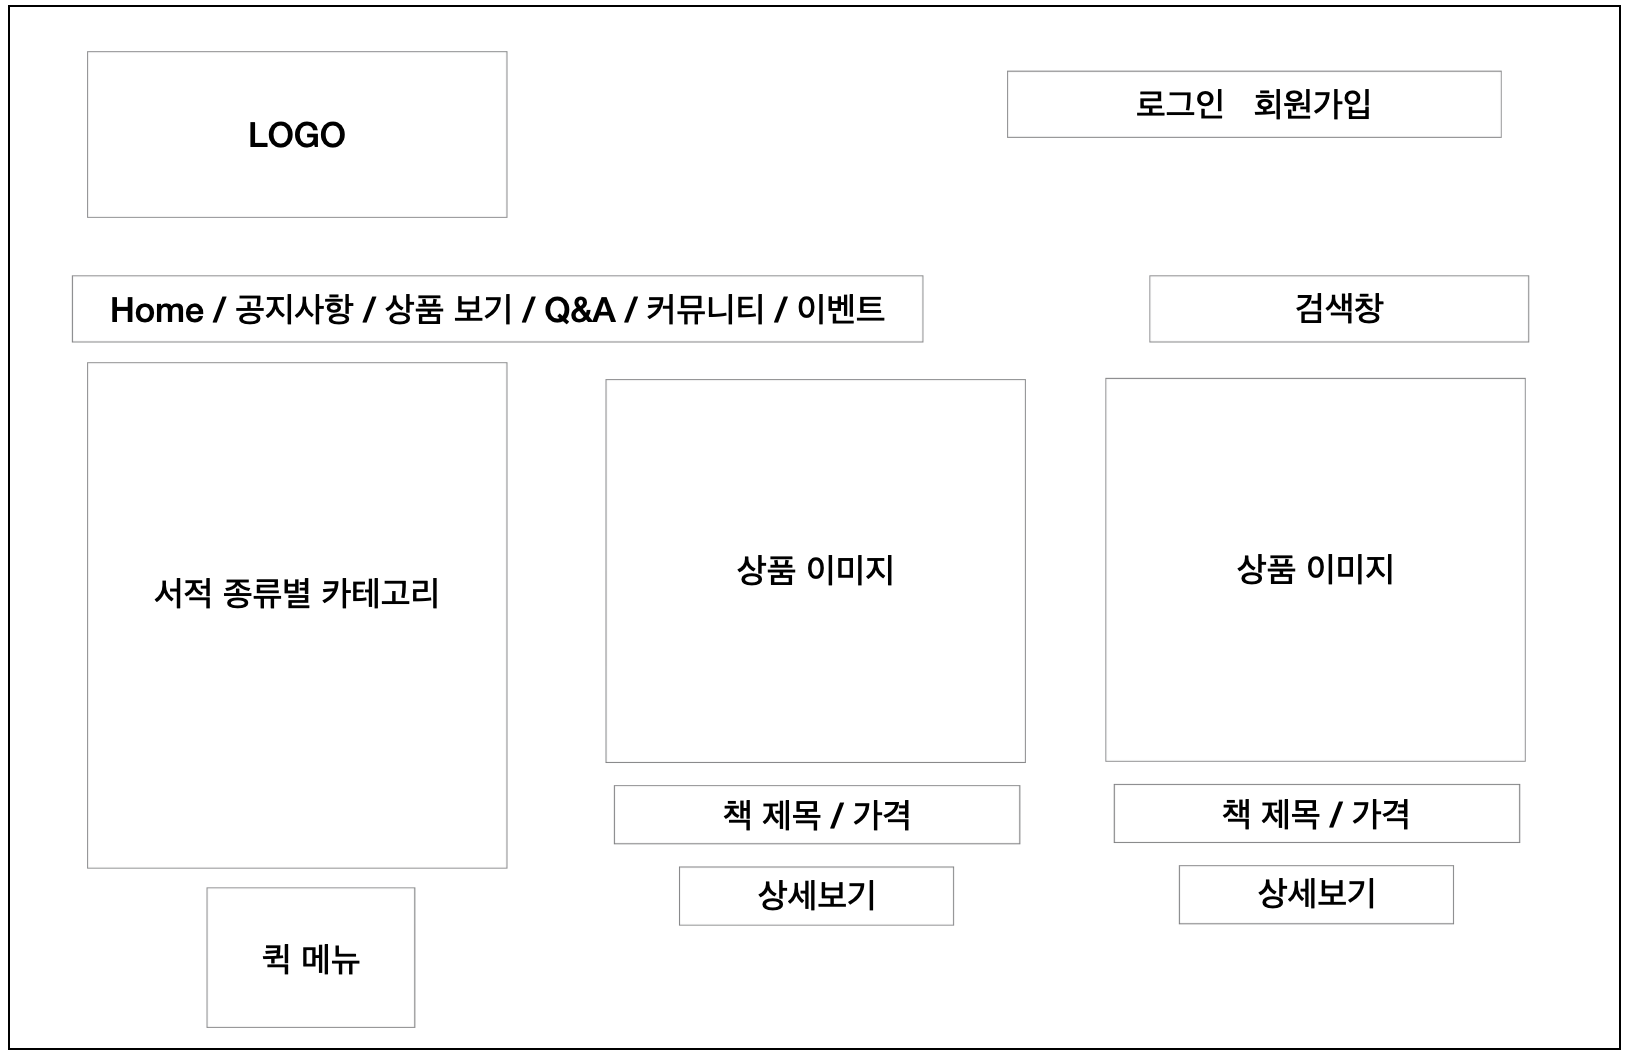 LOGO
로그인 회원가입
Home / 공지사항 / 상품 보기 / Q&A / 커뮤니티 / 이벤트
검색창
서적 종류별 카테고리
상품 이미지
상품 이미지
책 제목 / 가격
책 제목 / 가격
상세보기
상세보기
퀵 메뉴